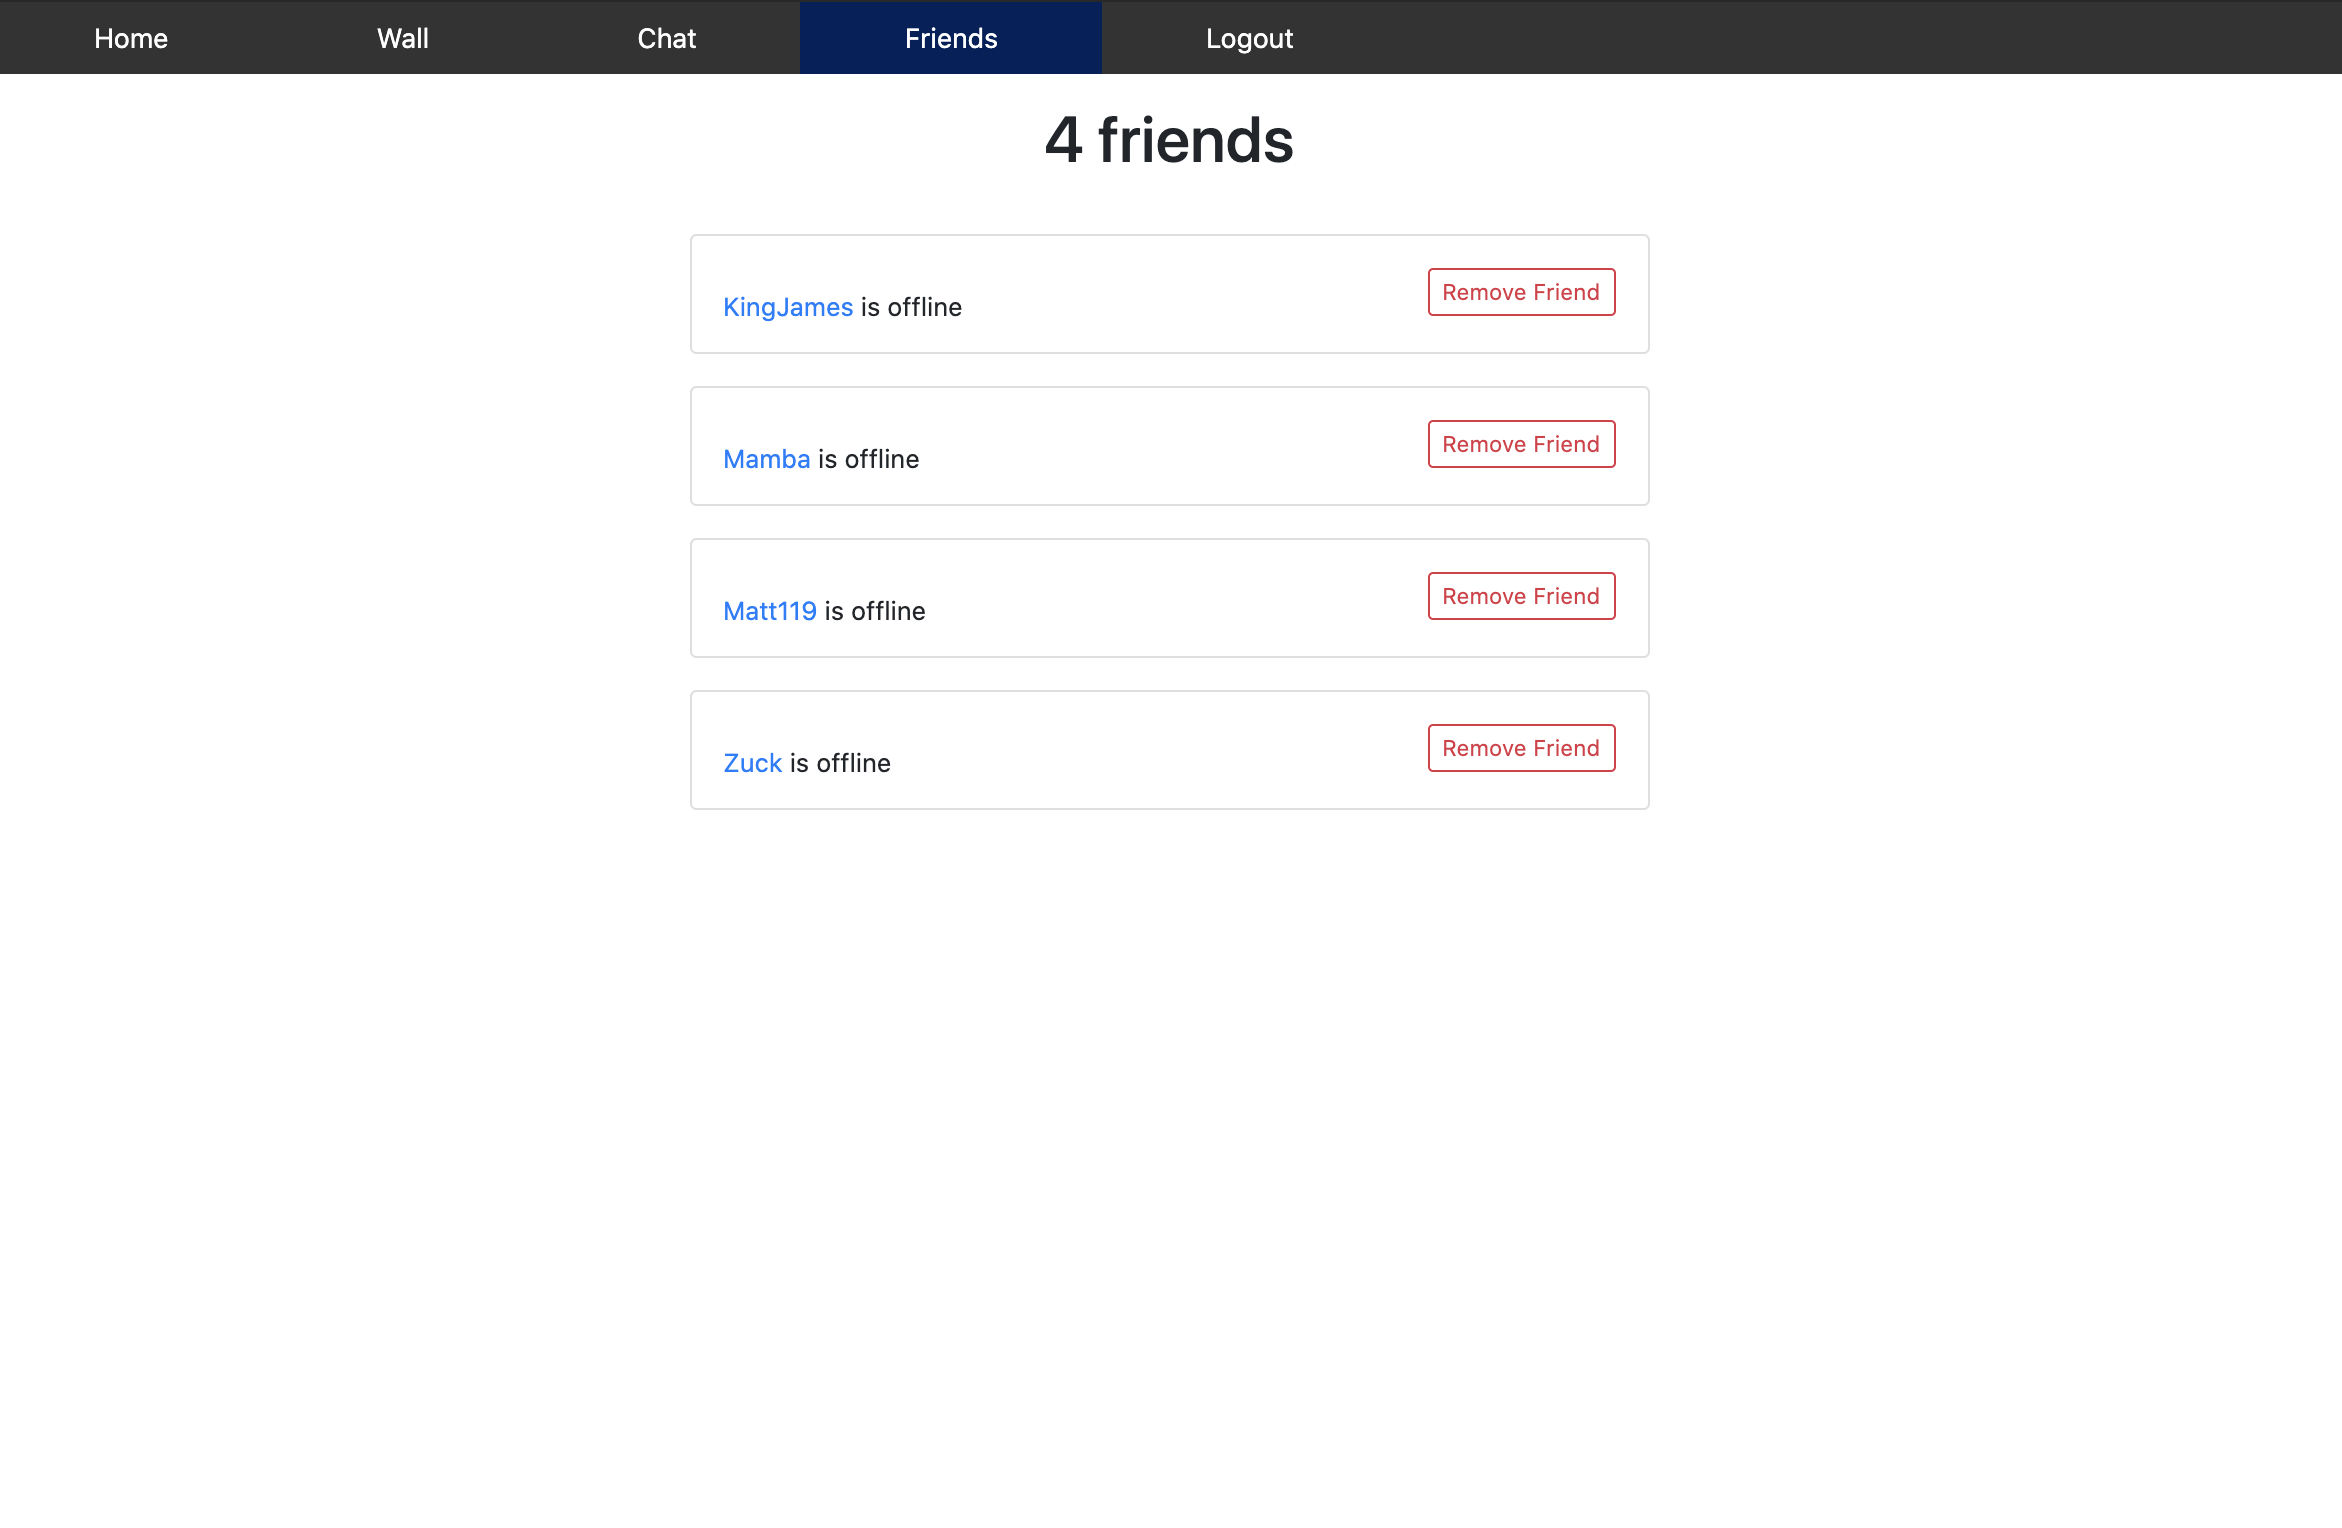 Home Wall Chat Friends Logout
4 friends
KingJames is offline Remove Friend
Mamba is offline Remove Friend
Matt119 is offline Remove Friend
Zuck is offline Remove Friend